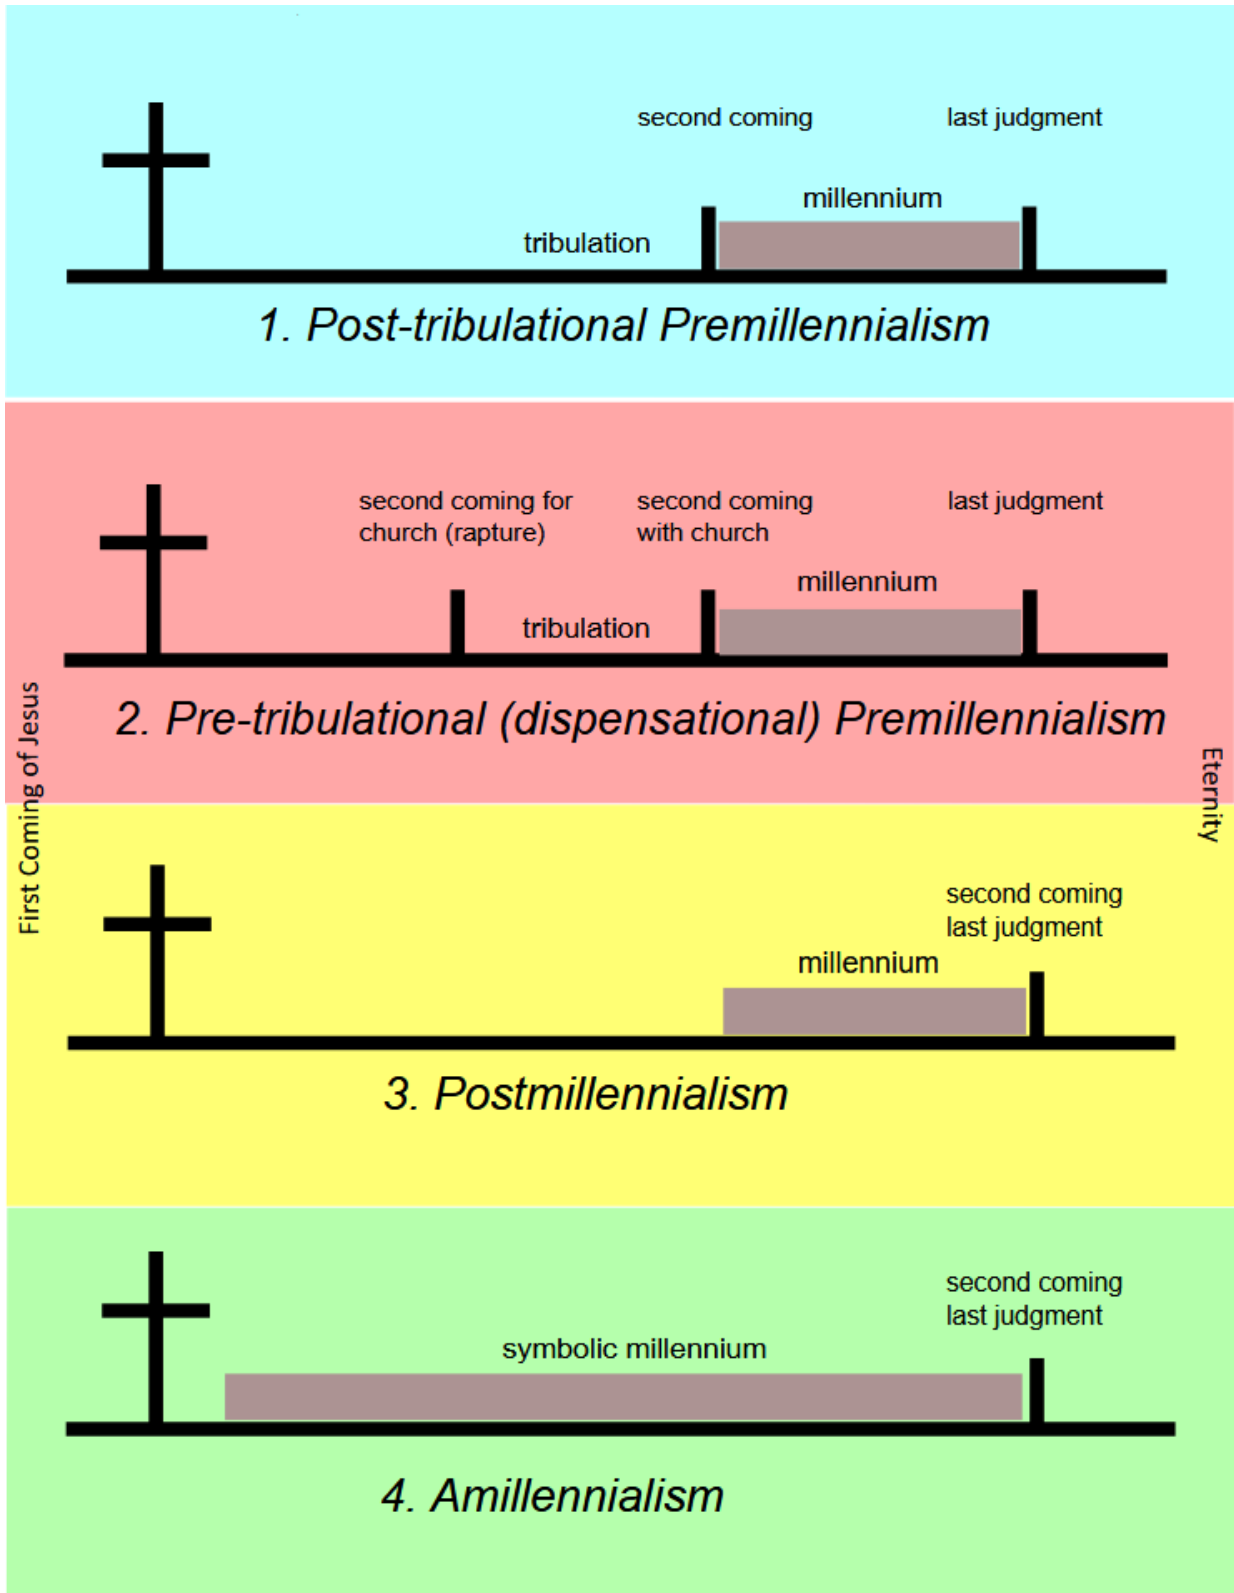 second coming
last judgment
millennium
tribulation
1. Post-tribulational Premillennialism
second coming for
church (rapture)
second coming
with church
last judgment
millennium
tribulation
2. Pre-tribulational (dispensational) Premillennialism
First Coming of Jesus
Eternity
second coming
last judgment
millennium
3. Postmillennialism
second coming
last judgment
symbolic millennium
4. Amillennialism